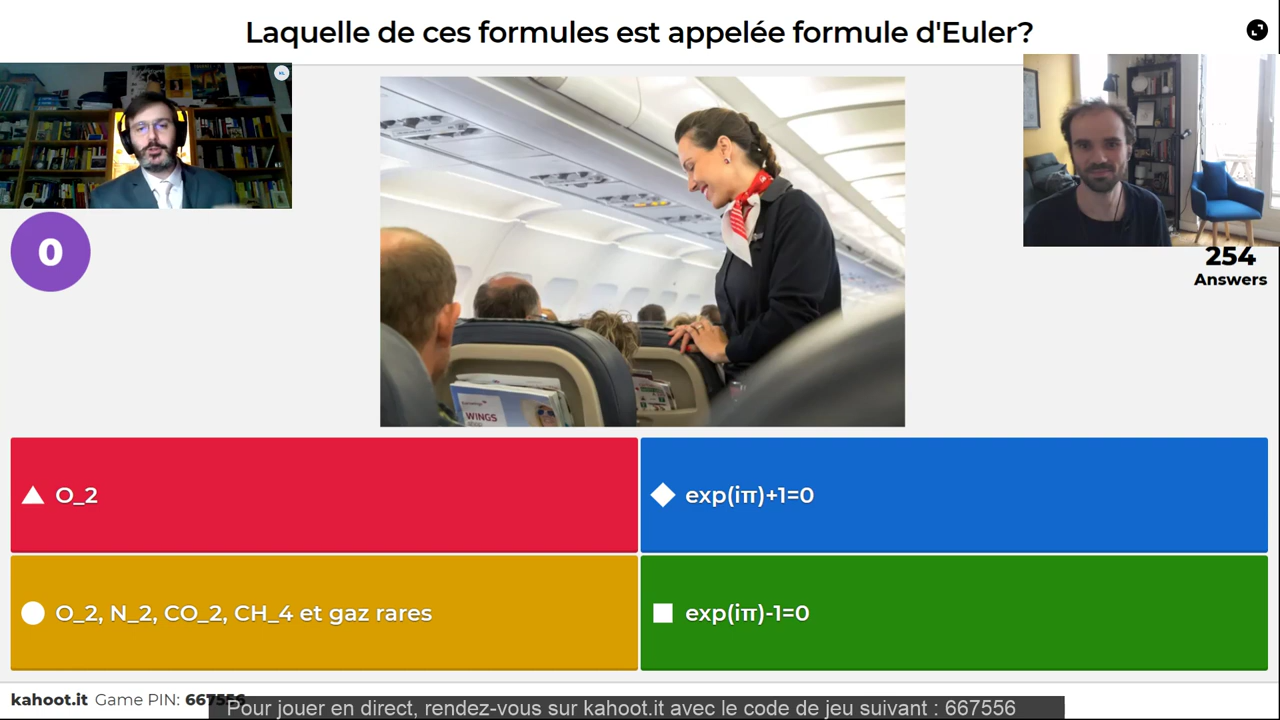 Laquelle de ces formules est appelée formule d'Euler?
0
254
Answers
WINGS
O_2
exp(iπ)+1=0
O_2, N_2, CO_2, CH_4 et gaz rares
exp(iπ)-1=0
kahoot.it Game PIN: 667556
Pour jouer en direct, rendez-vous sur kahoot.it avec le code de jeu suivant : 667556